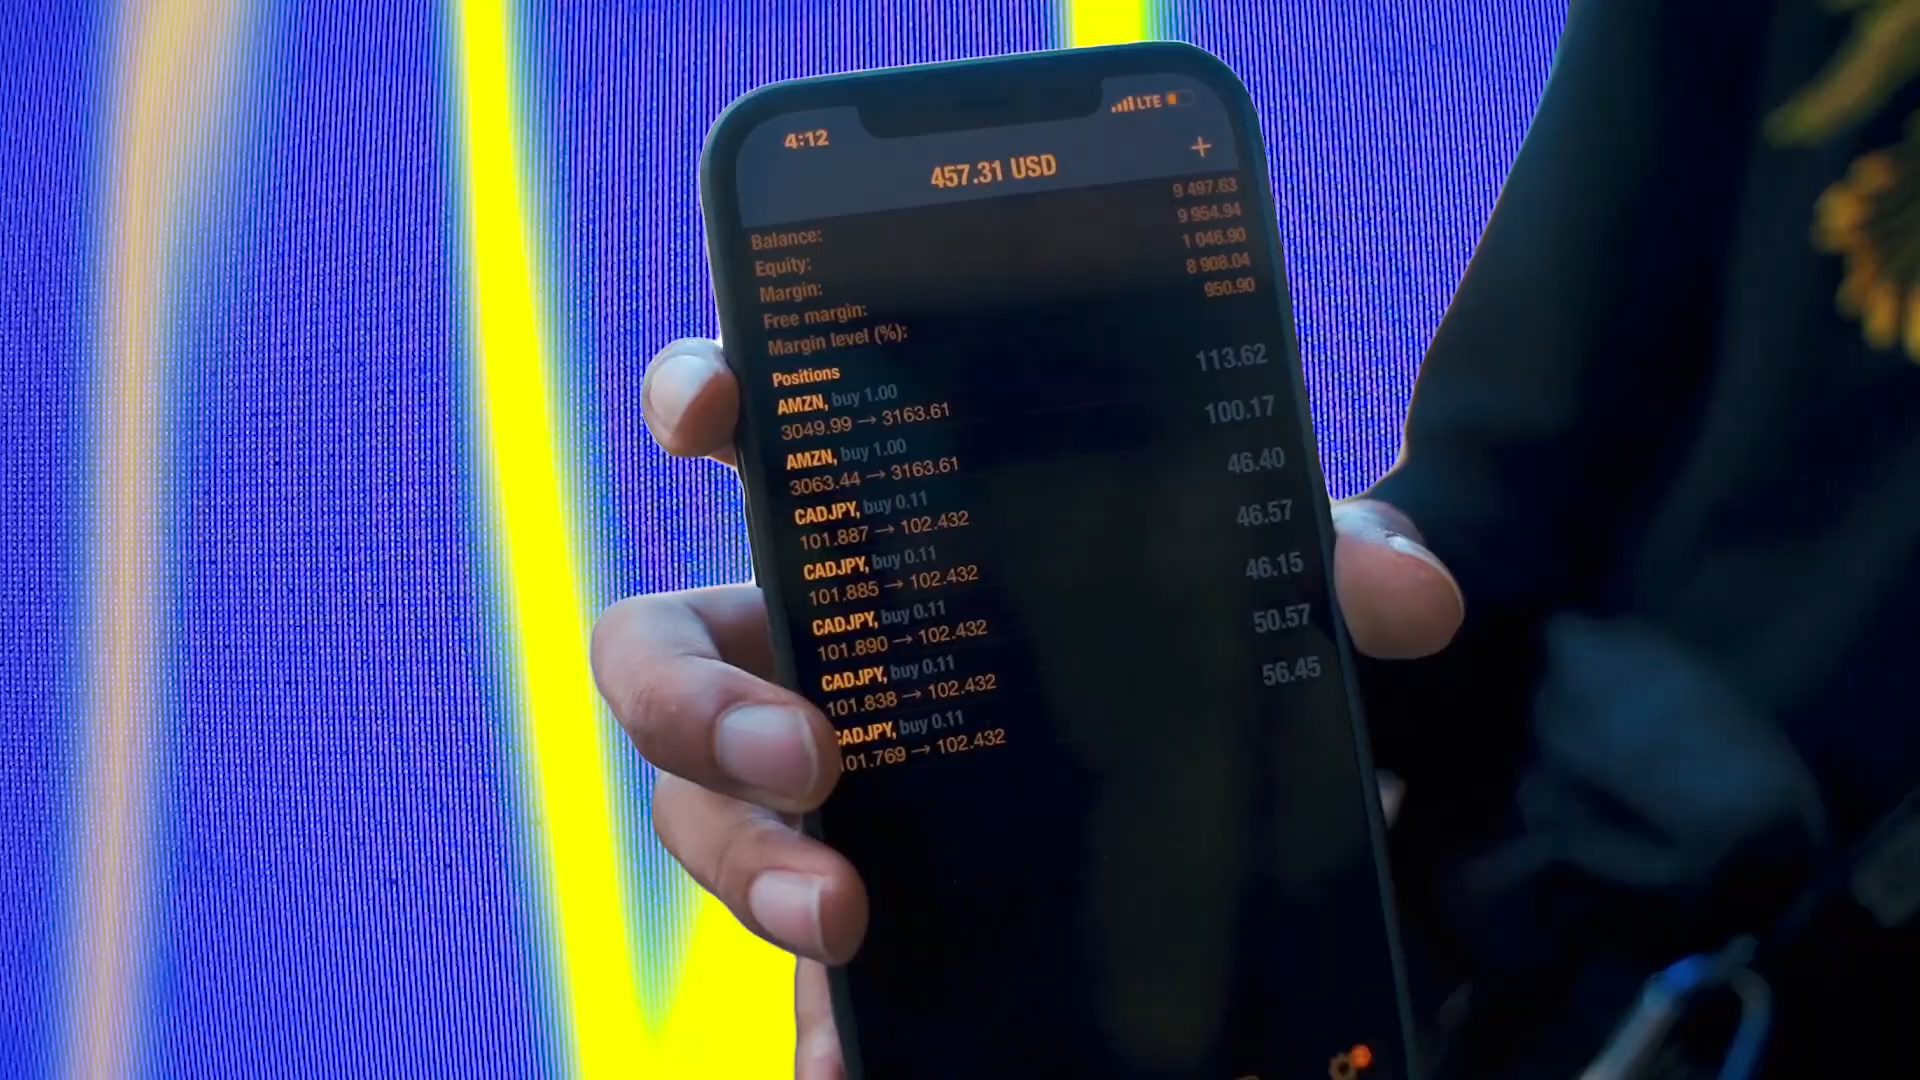 4:12
LTE
457.31 USD
+
Balance: 9 497.63
Equity: 9 954.94
Margin: 1 046.90
Free margin: 8 908.04
Margin level (%): 950.90
Positions
AMZN, buy 1.00
3049.99 → 3163.61 113.62
AMZN, buy 1.00
3063.44 → 3163.61 100.17
CADJPY, buy 0.11
101.887 → 102.432 46.40
CADJPY, buy 0.11
101.885 → 102.432 46.57
CADJPY, buy 0.11
101.890 → 102.432 46.15
CADJPY, buy 0.11
101.838 → 102.432 50.57
CADJPY, buy 0.11
101.769 → 102.432 56.45